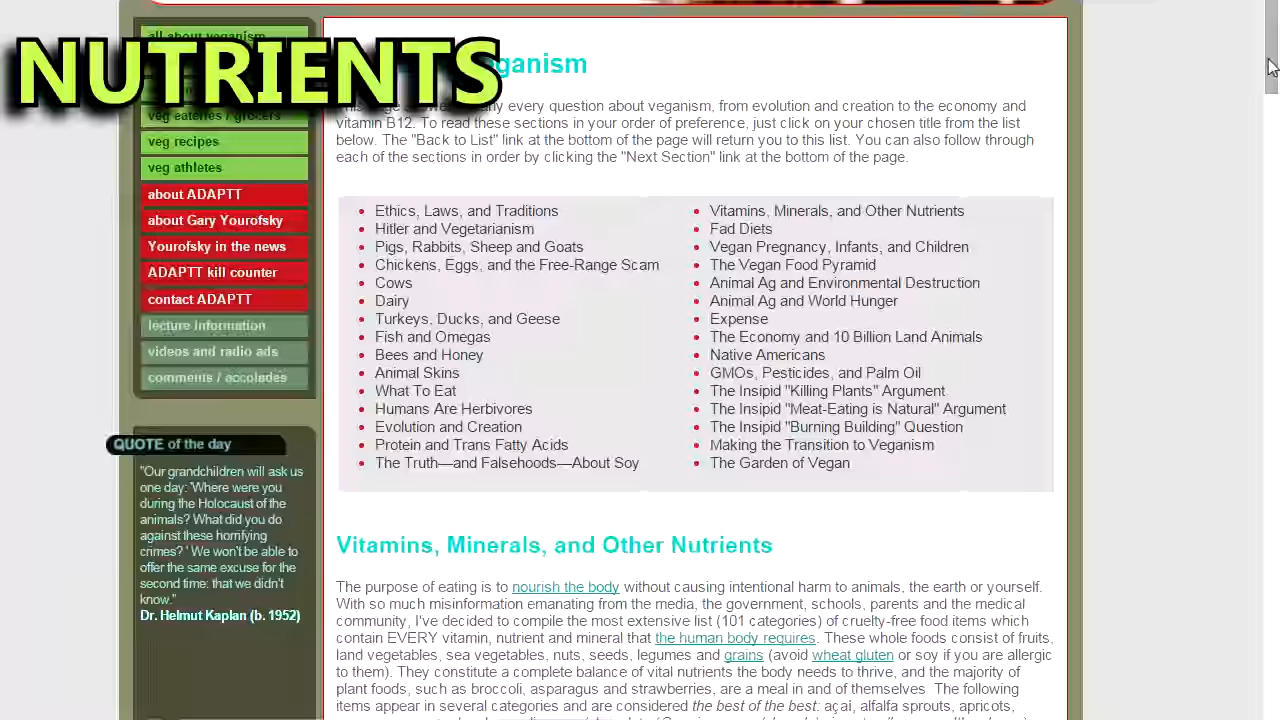 NUTRIENTS
all about veganism
veg eateries / grocers
veg recipes
veg athletes
about ADAPTT
about Gary Yourofsky
Yourofsky in the news
ADAPTT kill counter
contact ADAPTT
lecture information
videos and radio ads
comments / accolades
QUOTE of the day
"Our grandchildren will ask us
one day: 'Where were you
during the Holocaust of the
animals? What did you do
against these horrifying
crimes? ' We won't be able to
offer the same excuse for the
second time: that we didn't
know."
Dr. Helmut Kaplan (b. 1952)
every question about veganism, from evolution and creation to the economy and
vitamin B12. To read these sections in your order of preference, just click on your chosen title from the list
below. The "Back to List" link at the bottom of the page will return you to this list. You can also follow through
each of the sections in order by clicking the "Next Section" link at the bottom of the page.
Ethics, Laws, and Traditions
Hitler and Vegetarianism
Pigs, Rabbits, Sheep and Goats
Chickens, Eggs, and the Free-Range Scam
Cows
Dairy
Turkeys, Ducks, and Geese
Fish and Omegas
Bees and Honey
Animal Skins
What To Eat
Humans Are Herbivores
Evolution and Creation
Protein and Trans Fatty Acids
The Truth—and Falsehoods—About Soy
Vitamins, Minerals, and Other Nutrients
Fad Diets
Vegan Pregnancy, Infants, and Children
The Vegan Food Pyramid
Animal Ag and Environmental Destruction
Animal Ag and World Hunger
Expense
The Economy and 10 Billion Land Animals
Native Americans
GMOs, Pesticides, and Palm Oil
The Insipid "Killing Plants" Argument
The Insipid "Meat-Eating is Natural" Argument
The Insipid "Burning Building" Question
Making the Transition to Veganism
The Garden of Vegan
Vitamins, Minerals, and Other Nutrients
The purpose of eating is to nourish the body without causing intentional harm to animals, the earth or yourself.
With so much misinformation emanating from the media, the government, schools, parents and the medical
community, I've decided to compile the most extensive list (101 categories) of cruelty-free food items which
contain EVERY vitamin, nutrient and mineral that the human body requires. These whole foods consist of fruits,
land vegetables, sea vegetables, nuts, seeds, legumes and grains (avoid wheat gluten or soy if you are allergic
to them). They constitute a complete balance of vital nutrients the body needs to thrive, and the majority of
plant foods, such as broccoli, asparagus and strawberries, are a meal in and of themselves. The following
items appear in several categories and are considered the best of the best: açai, alfalfa sprouts, apricots,